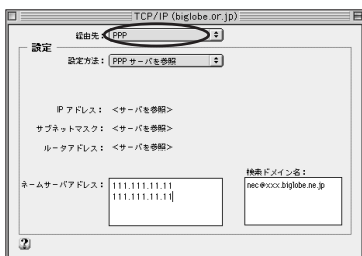 TCP/IP (biglobe.or.jp)
経由先： PPP
設定
設定方法： PPP サーバを参照
IP アドレス： <サーバを参照>
サブネットマスク： <サーバを参照>
ルータアドレス： <サーバを参照>
ネームサーバアドレス： 111.111.11.11
111.111.11.11
検索ドメイン名：
nec@xxx.biglobe.ne.jp
?